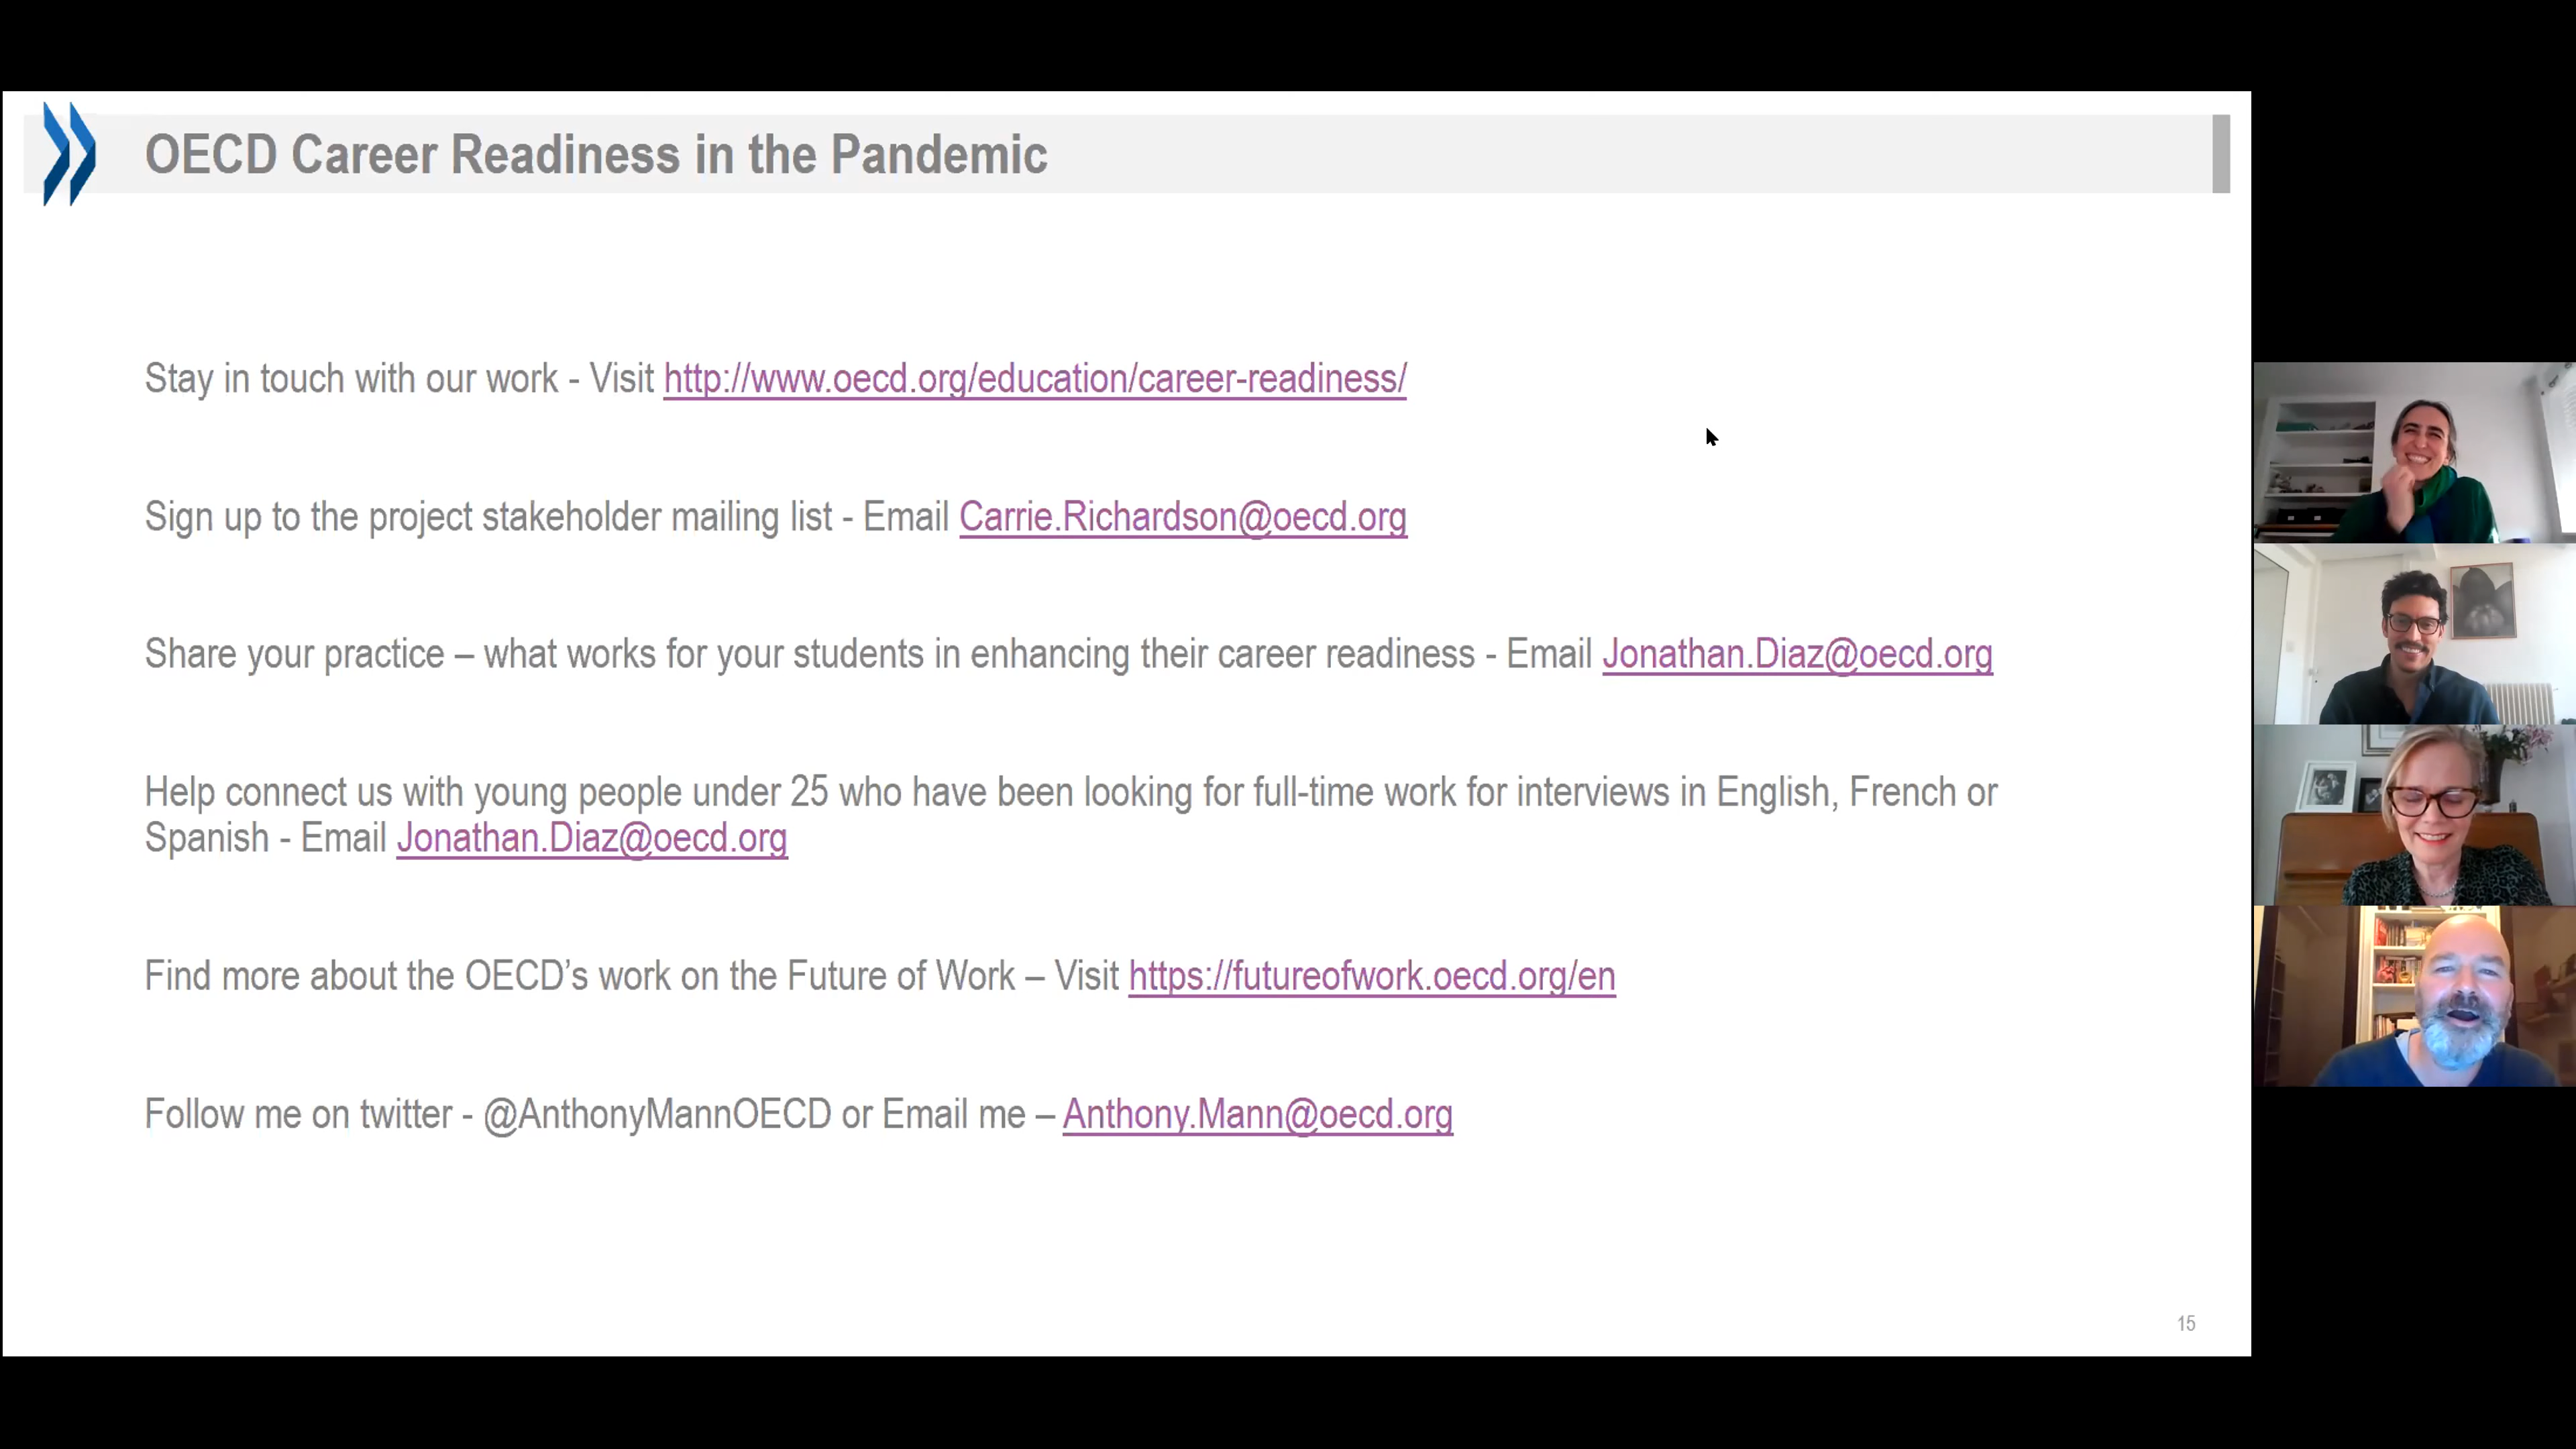 OECD Career Readiness in the Pandemic
Stay in touch with our work - Visit http://www.oecd.org/education/career-readiness/
Sign up to the project stakeholder mailing list - Email Carrie.Richardson@oecd.org
Share your practice – what works for your students in enhancing their career readiness - Email Jonathan.Diaz@oecd.org
Help connect us with young people under 25 who have been looking for full-time work for interviews in English, French or
Spanish - Email Jonathan.Diaz@oecd.org
Find more about the OECD’s work on the Future of Work – Visit https://futureofwork.oecd.org/en
Follow me on twitter - @AnthonyMannOECD or Email me – Anthony.Mann@oecd.org
15